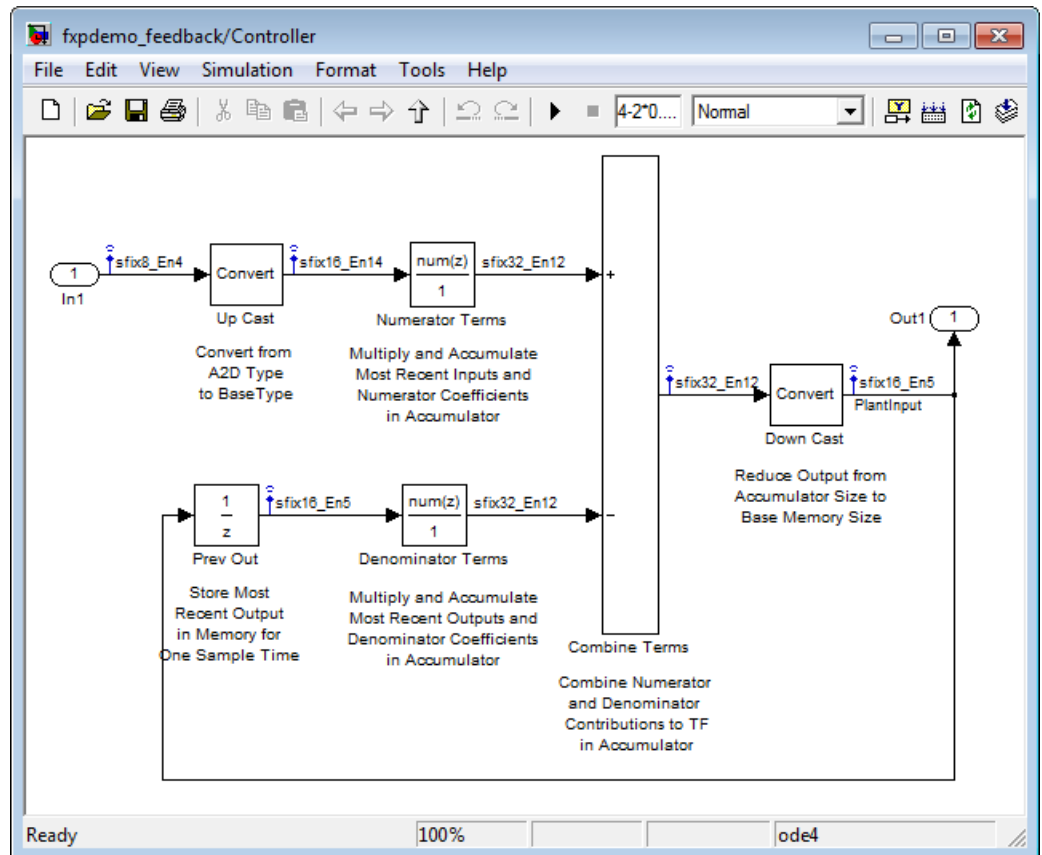 fxpdemo_feedback/Controller
File Edit View Simulation Format Tools Help
4-2*0.... Normal
1
In1
sfix8_En4
Convert
Up Cast
Convert from
A2D Type
to BaseType
sfix16_En14
num(z)
1
Numerator Terms
Multiply and Accumulate
Most Recent Inputs and
Numerator Coefficients
in Accumulator
sfix32_En12
+
1
z
Prev Out
Store Most
Recent Output
in Memory for
One Sample Time
sfix16_En5
num(z)
1
Denominator Terms
Multiply and Accumulate
Most Recent Outputs and
Denominator Coefficients
in Accumulator
sfix32_En12
−
Combine Terms
Combine Numerator
and Denominator
Contributions to TF
in Accumulator
sfix32_En12
Convert
Down Cast
Reduce Output from
Accumulator Size to
Base Memory Size
sfix16_En5
PlantInput
Out1 1
Ready 100% ode4